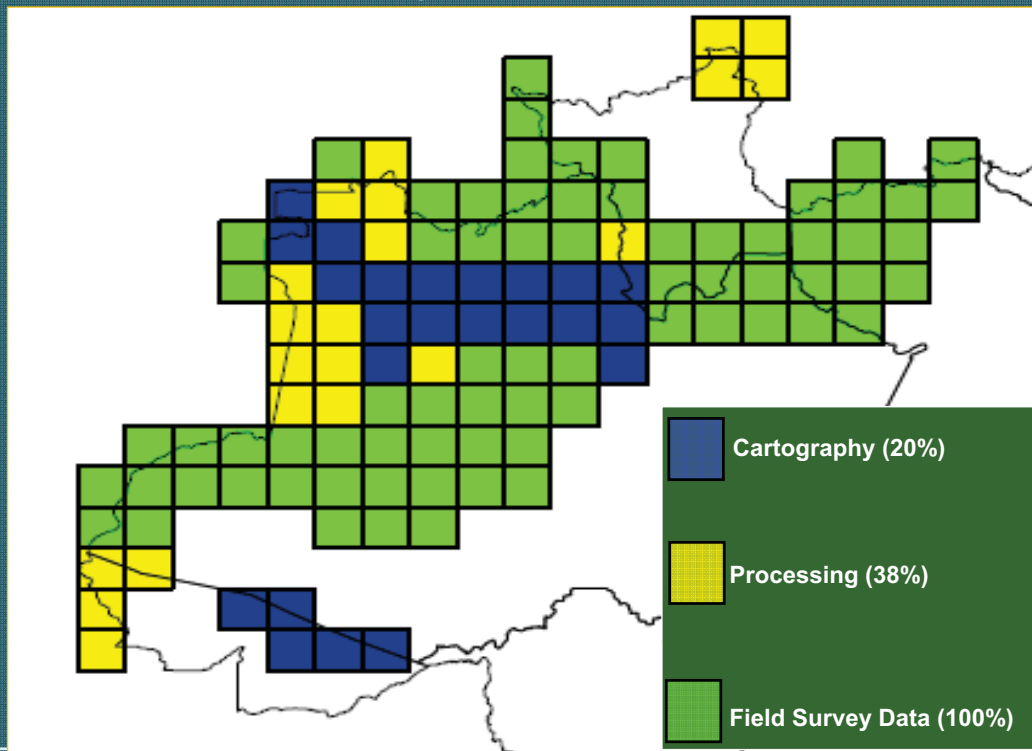 Cartography (20%)
Processing (38%)
Field Survey Data (100%)